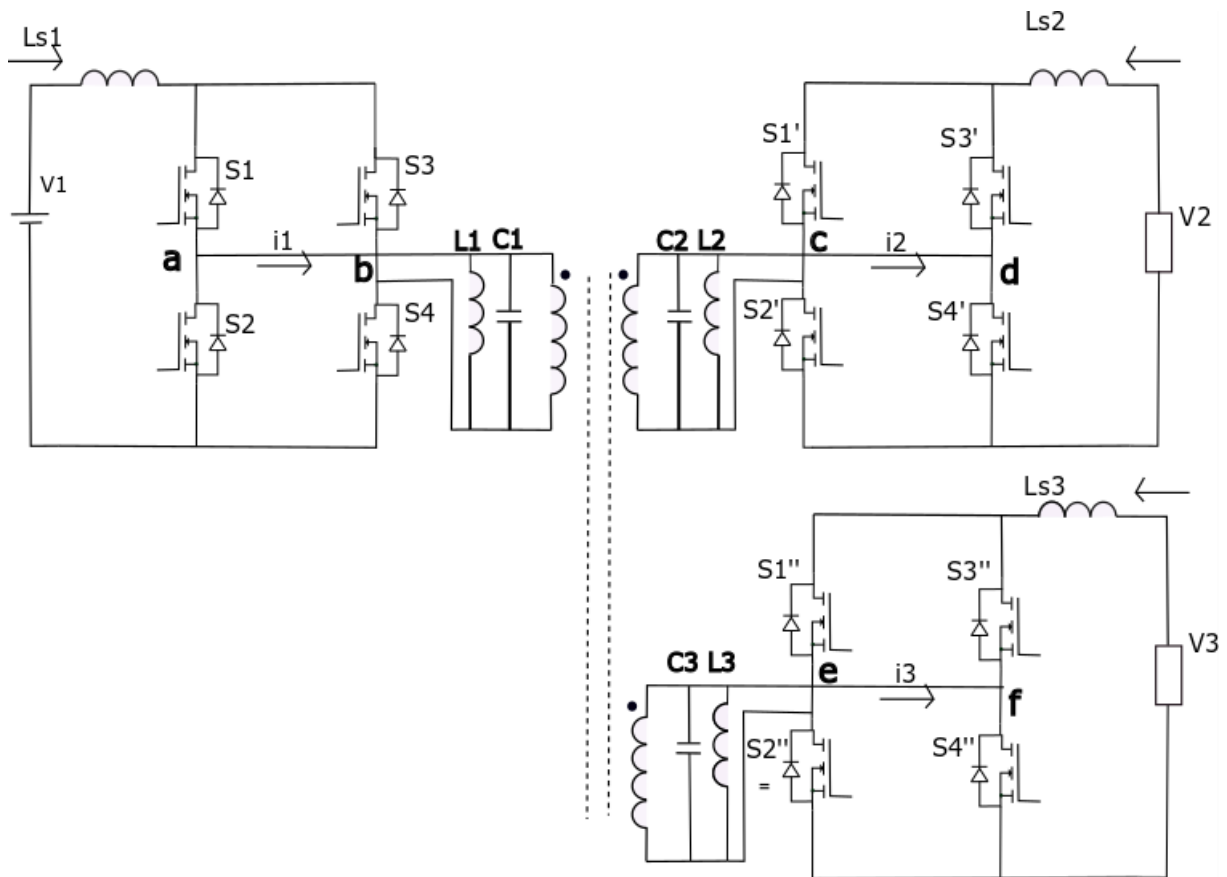 Ls1
Ls2
S1
S3
V1
S1'
S3'
V2
a
i1
b
L1
C1
C2
L2
c
i2
d
S2
S4
S2'
S4'
Ls3
S1''
S3''
V3
C3
L3
e
i3
f
S2''
=
S4''